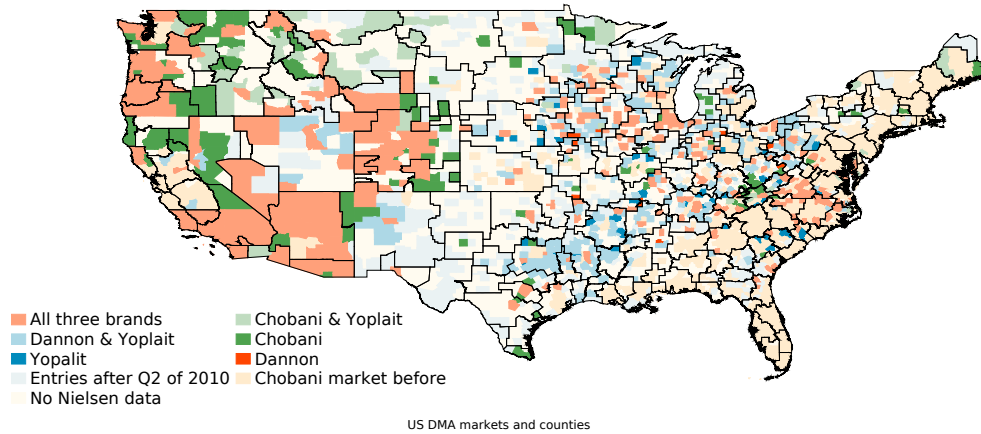 All three brands
Dannon & Yoplait
Yopalit
Entries after Q2 of 2010
No Nielsen data
Chobani & Yoplait
Chobani
Dannon
Chobani market before
US DMA markets and counties